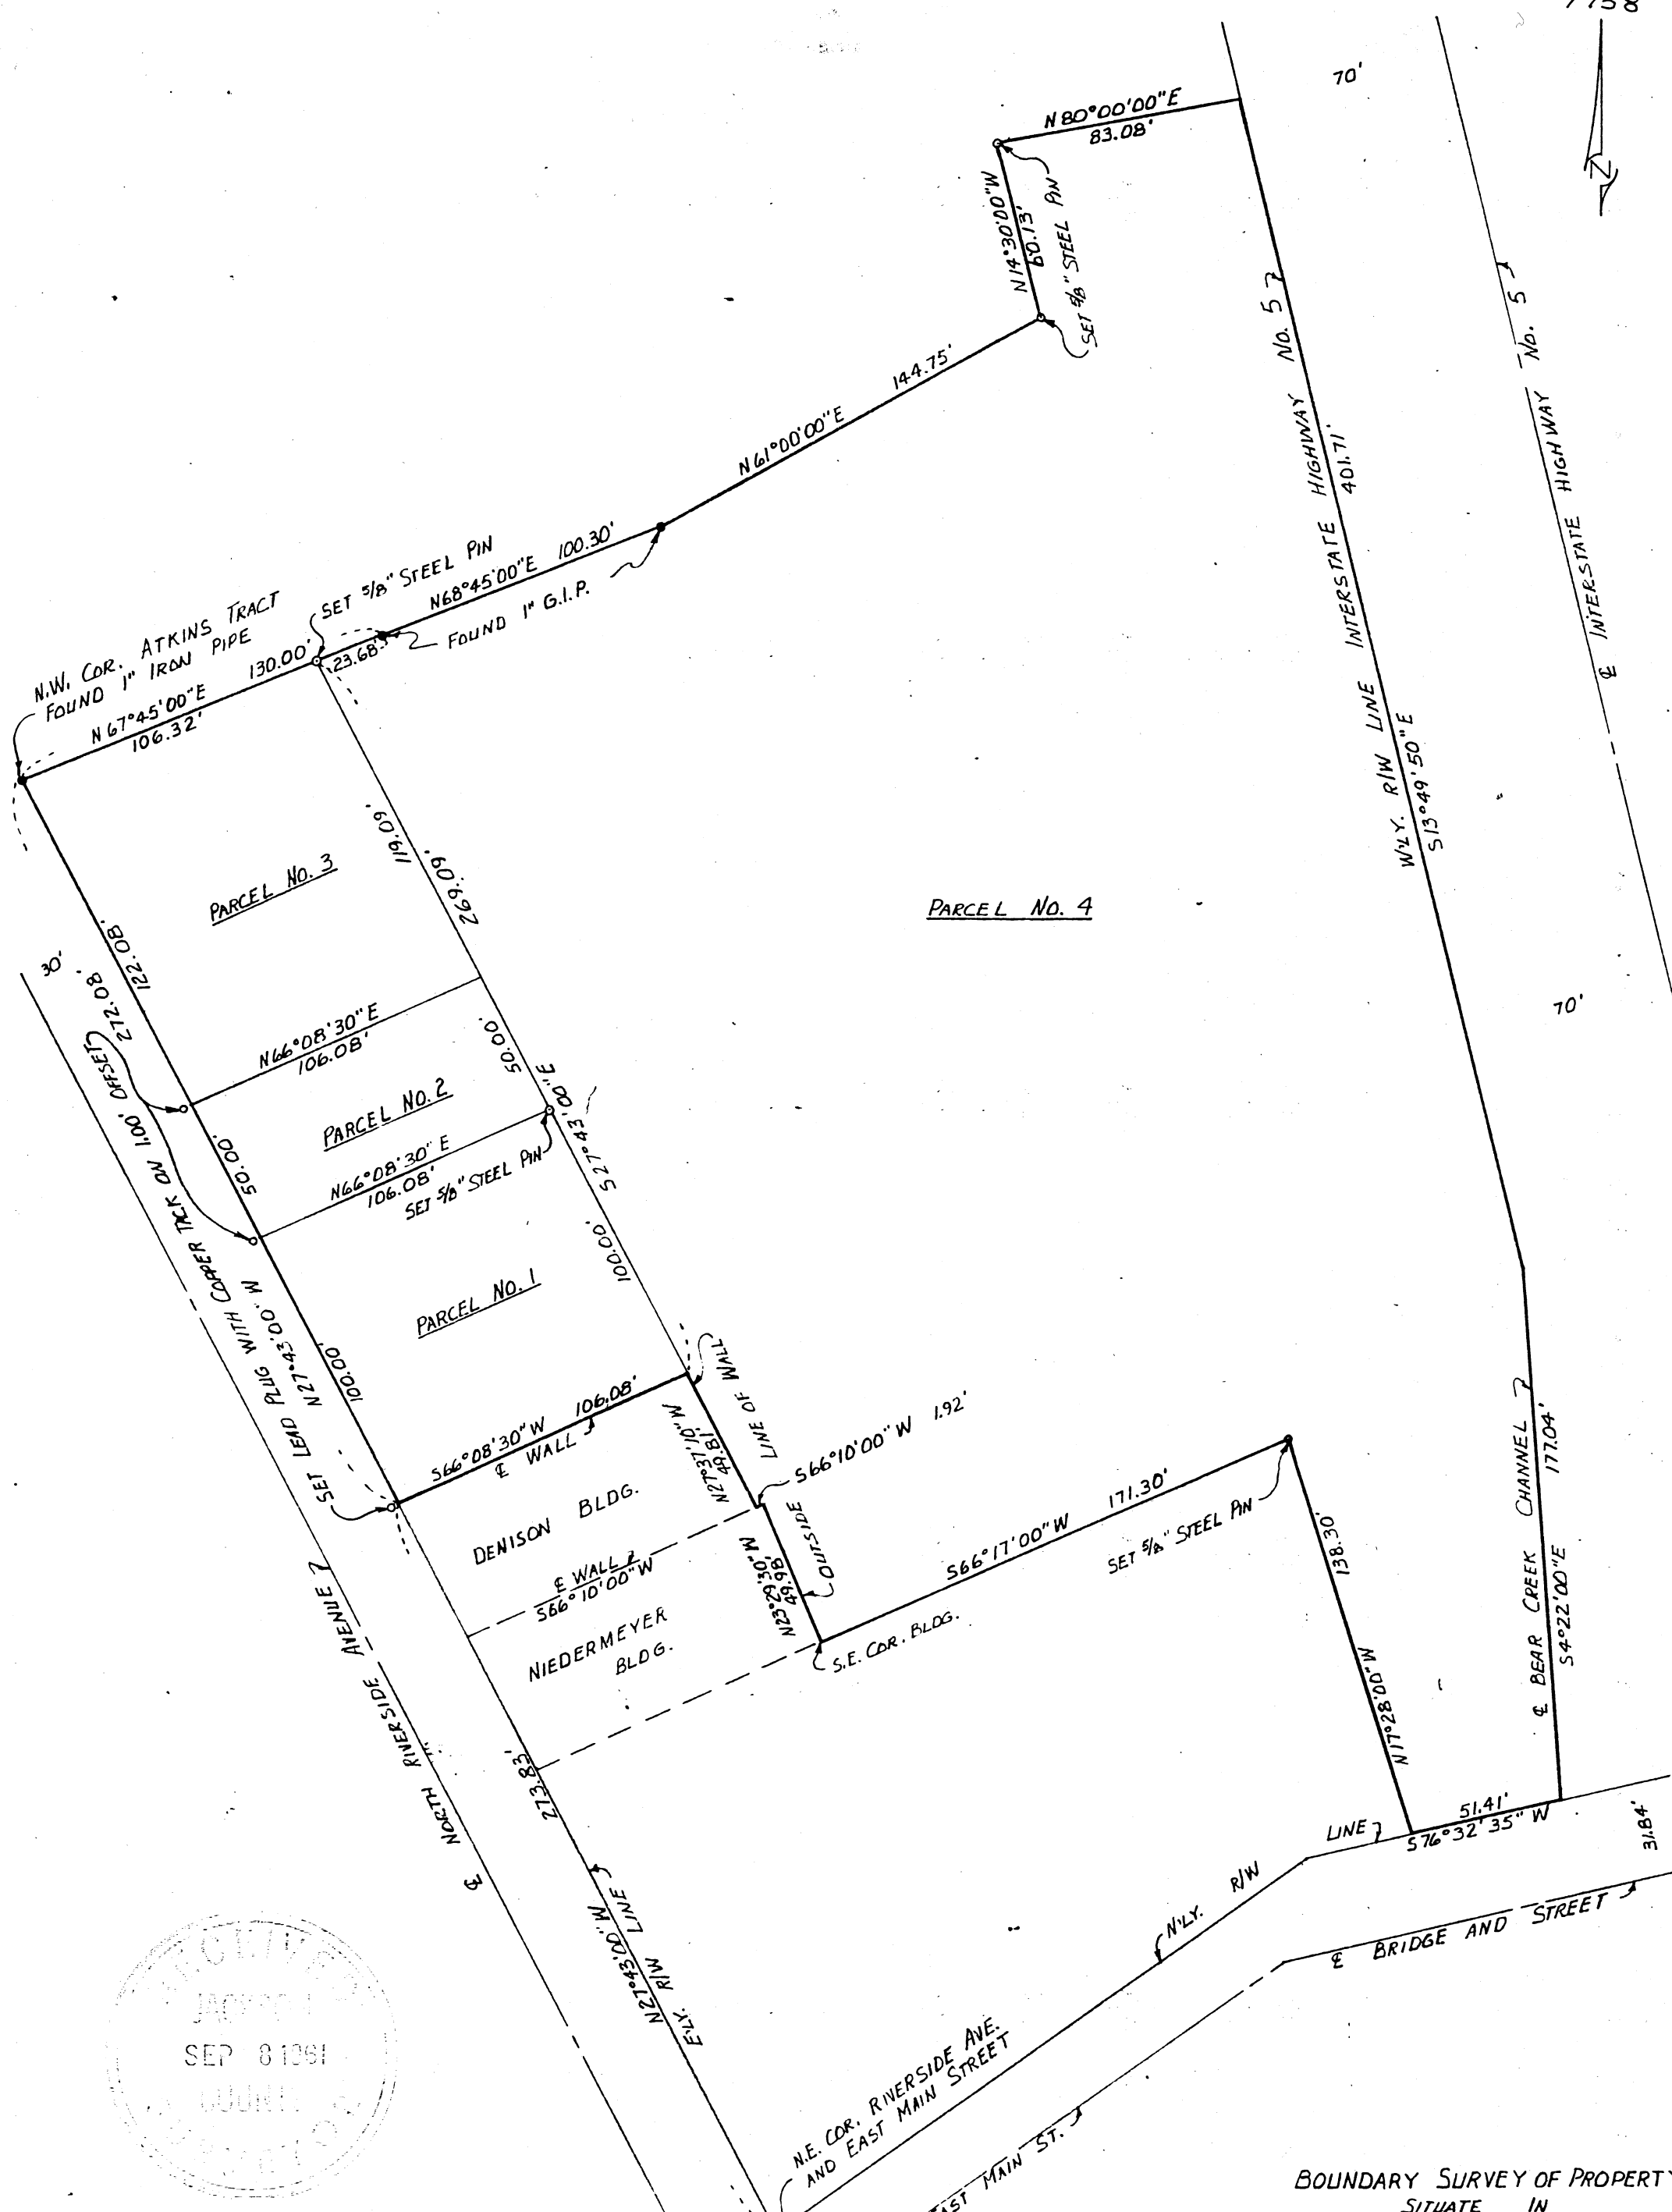 7758
70'
N 80°00'00" E
83.08'
N 14°30'00" W
60.13'
SET 5/8" STEEL PIN
N 61°00'00" E 144.75'
W'LY. R/W LINE INTERSTATE HIGHWAY No. 5
S 13°49'50" E 401.71'
℄ INTERSTATE HIGHWAY No. 5
70'
N.W. COR. ATKINS TRACT
FOUND 1" IRON PIPE
SET 5/8" STEEL PIN
N 68°45'00" E 100.30'
FOUND 1" G.I.P.
N 67°45'00" E 130.00'
106.32'
23.68'
PARCEL No. 3
119.09'
269.09'
122.08'
272.08'
30'
PARCEL No. 4
N 66°08'30" E
106.08'
50.00'
PARCEL NO. 2
50.00'
N 66°08'30" E
106.08'
SET 5/8" STEEL PIN
S 27°43'00" E
100.00'
PARCEL NO. 1
100.00'
N 27°43'00" W
SET LEAD PLUG WITH COPPER TACK ON 1.00' OFFSET
S 66°08'30" W 106.08'
℄ WALL
LINE OF WALL
N 27°37'10" W
49.81'
S 66°10'00" W 1.92'
DENISON BLDG.
℄ WALL
S 66°10'00" W
N 23°29'30" W
49.98'
OUTSIDE
NIEDERMEYER
BLDG.
S.E. COR. BLDG.
S 66°17'00" W 171.30'
SET 5/8" STEEL PIN
138.30'
N 17°28'00" W
℄ BEAR CREEK CHANNEL
S 4°22'00" E 177.04'
51.41'
S 76°32'35" W
31.84'
LINE
R/W
N'LY.
℄ BRIDGE AND STREET
℄ NORTH RIVERSIDE AVENUE
273.83'
N 27°43'00" W
E'LY. R/W LINE
N.E. COR. RIVERSIDE AVE.
AND EAST MAIN STREET
EAST MAIN ST.
RECEIVED
JACKSON
SEP 8 1961
COUNTY
SURVEYOR
BOUNDARY SURVEY OF PROPERTY
SITUATE IN